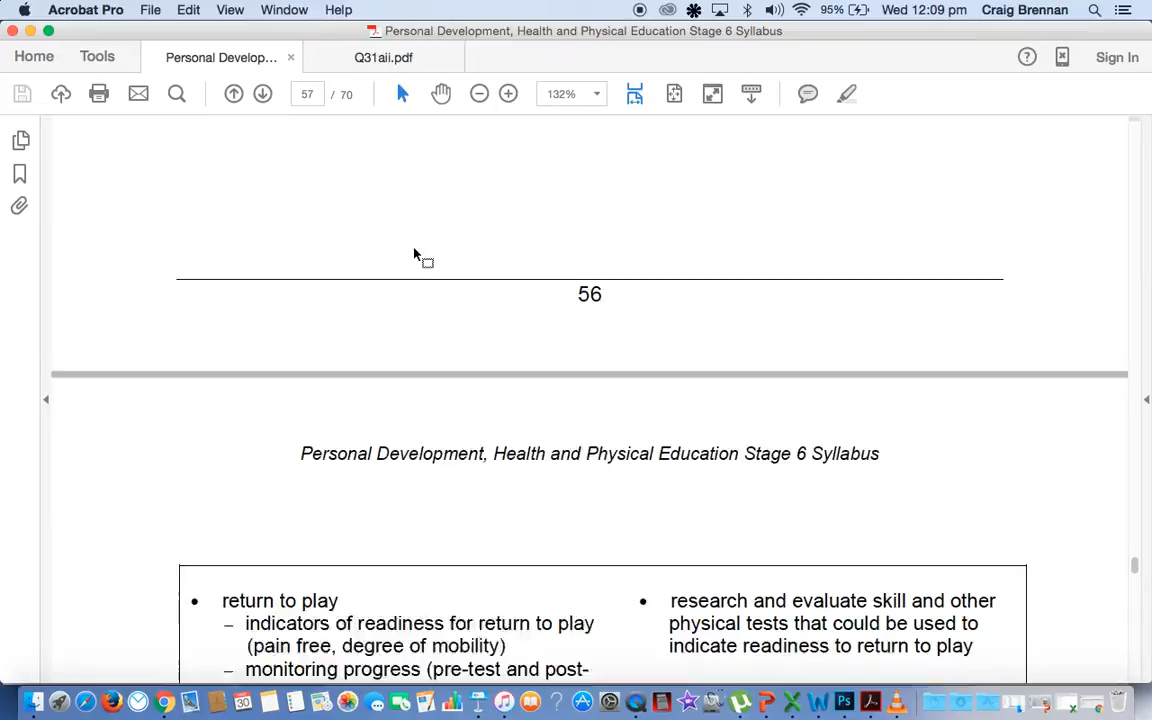 Acrobat Pro File Edit View Window Help 95% Wed 12:09 pm Craig Brennan
Personal Development, Health and Physical Education Stage 6 Syllabus
Home Tools Personal Develop... × Q31aii.pdf Sign In
57 / 70 132%
56
Personal Development, Health and Physical Education Stage 6 Syllabus
• return to play
– indicators of readiness for return to play
(pain free, degree of mobility)
– monitoring progress (pre-test and post-
• research and evaluate skill and other
physical tests that could be used to
indicate readiness to return to play
30